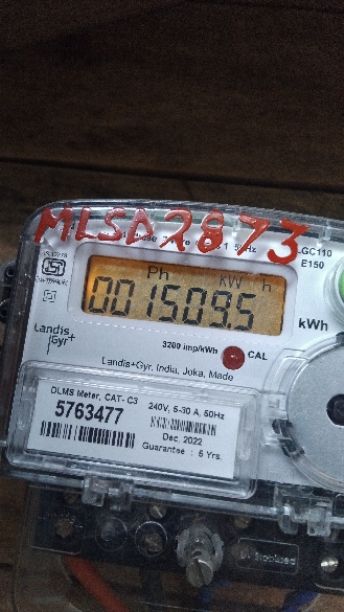 MLSD2873
LGC110
E150
Ph kW h
001509.5
kWh
Landis+
Gyr
3200 imp/kWh CAL
Landis+Gyr, India, Joka, Made
DLMS Meter, CAT- C3
5763477
240V, 5-30 A, 50Hz
Dec, 2022
Guarantee : 5 Yrs.